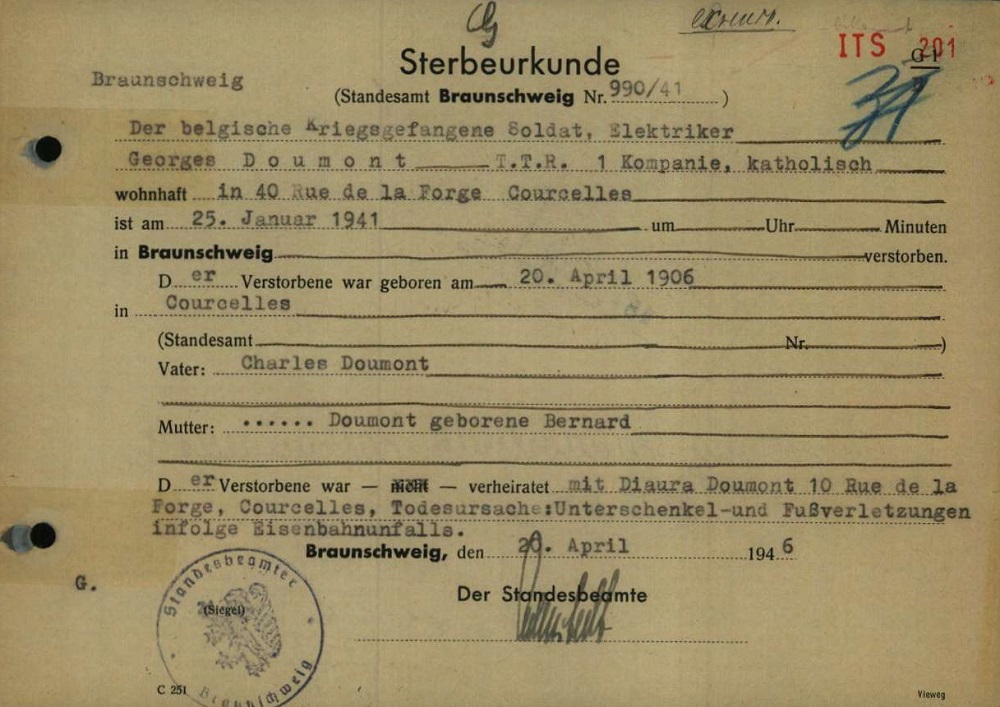 ITS 201
G-1
Braunschweig
Sterbeurkunde
(Standesamt Braunschweig Nr. 990/41)
Der belgische Kriegsgefangene Soldat, Elektriker
Georges Doumont T.T.R. 1 Kompanie, katholisch
wohnhaft in 40 Rue de la Forge Courcelles
ist am 25. Januar 1941 um Uhr Minuten
in Braunschweig verstorben.
Der Verstorbene war geboren am 20. April 1906
in Courcelles
(Standesamt Nr. )
Vater: Charles Doumont
Mutter: ...... Doumont geborene Bernard
Der Verstorbene war — nicht — verheiratet mit Diaura Doumont 10 Rue de la
Forge, Courcelles, Todesursache:Unterschenkel-und Fußverletzungen
infolge Eisenbahnunfalls.
Braunschweig, den 20. April 1946
G.
Der Standesbeamte
Standesbeamter
(Siegel)
Braunschweig
C 251
Vieweg